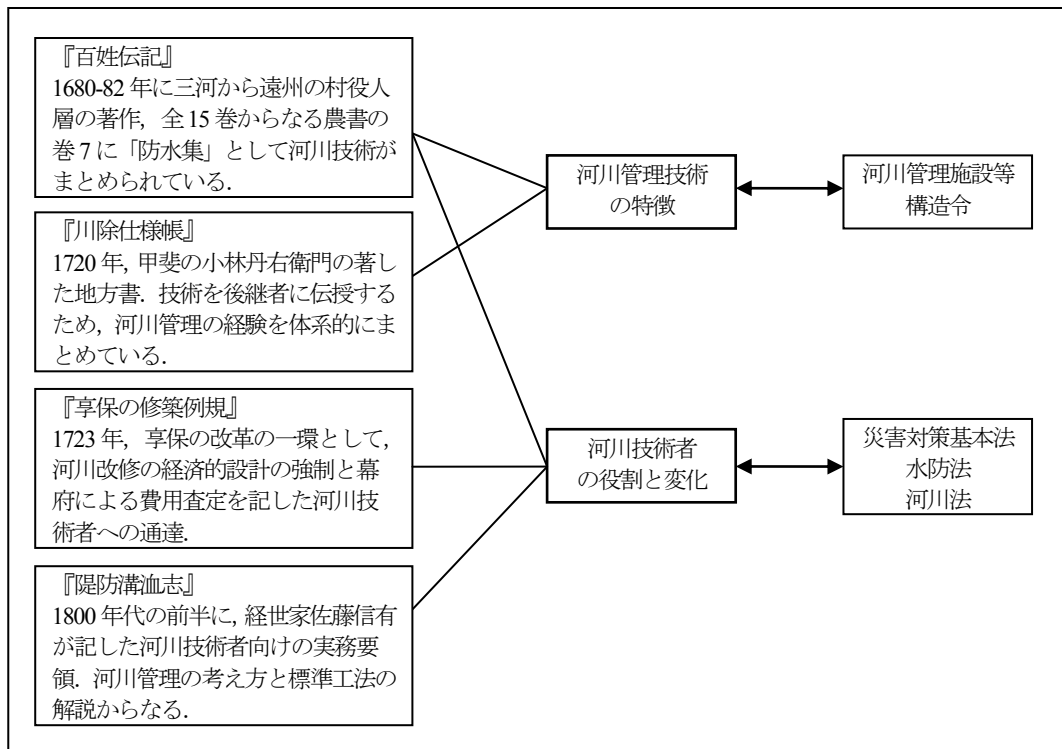 『百姓伝記』
1680-82 年に三河から遠州の村役人
層の著作，全 15 巻からなる農書の
巻 7 に「防水集」として河川技術が
まとめられている．
『川除仕様帳』
1720 年，甲斐の小林丹右衛門の著し
た地方書．技術を後継者に伝授する
ため，河川管理の経験を体系的にま
とめている．
『享保の修築例規』
1723 年，享保の改革の一環として，
河川改修の経済的設計の強制と幕
府による費用査定を記した河川技
術者への通達．
『隄防溝洫志』
1800 年代の前半に，経世家佐藤信有
が記した河川技術者向けの実務要
領．河川管理の考え方と標準工法の
解説からなる．
河川管理技術
の特徴
河川技術者
の役割と変化
河川管理施設等
構造令
災害対策基本法
水防法
河川法